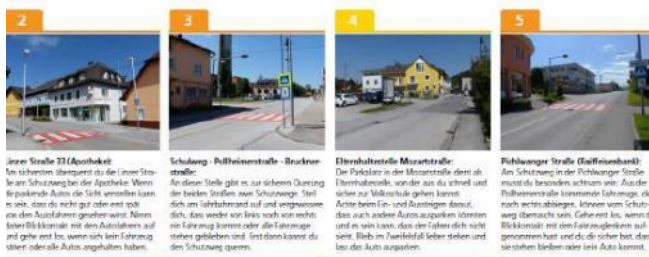 2
3
4
5
Linzer Straße 33 (Apotheke):
Am sichersten überquerst du die Linzer Stra-
ße am Schutzweg bei der Apotheke. Wenn
dir parkende Autos die Sicht verstellen kann
es sein, dass du nicht gut oder erst spät
von den Autofahrern gesehen wirst. Nimm
daher Blickkontakt mit den Autofahrern auf
und gehe erst los, wenn sich kein Fahrzeug
nähert oder alle Autos angehalten haben.
Schulweg - Pollheimerstraße - Bruckner-
straße:
An dieser Stelle gibt es zur sicheren Querung
der beiden Straßen zwei Schutzwege. Stell
dich am Fahrbahnrand auf und vergewissere
dich, dass weder von links noch von rechts
ein Fahrzeug kommt oder alle Fahrzeuge
stehen geblieben sind. Erst dann kannst du
den Schutzweg queren.
Elternhaltestelle Mozartstraße:
Der Parkplatz in der Mozartstraße dient als
Elternhaltestelle, von der aus du schnell und
sicher zur Volksschule gehen kannst.
Achte beim Ein- und Aussteigen darauf,
dass auch andere Autos ausparken könnten
und es sein kann, dass der Fahrer dich nicht
sieht. Bleib im Zweifelsfall lieber stehen und
lass das Auto ausparken.
Pichlwanger Straße (Raiffeisenbank):
Am Schutzweg in der Pichlwanger Straße
musst du besonders achtsam sein: Aus der
Pollheimerstraße kommende Fahrzeuge, die
nach rechts abbiegen, können vom Schutz-
weg überrascht sein. Gehe erst los, wenn du
Blickkontakt mit den Fahrzeuglenkern auf-
genommen hast und du dir sicher bist, dass
sie stehen bleiben oder kein Auto kommt.